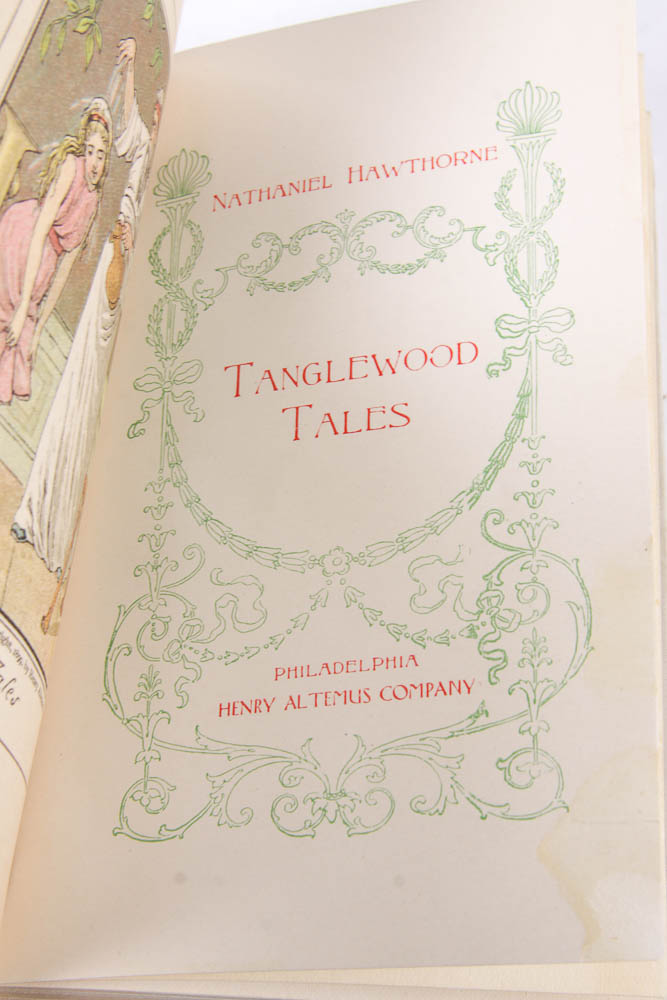 NATHANIEL HAWTHORNE
TANGLEWOOD
TALES
PHILADELPHIA
HENRY ALTEMUS COMPANY